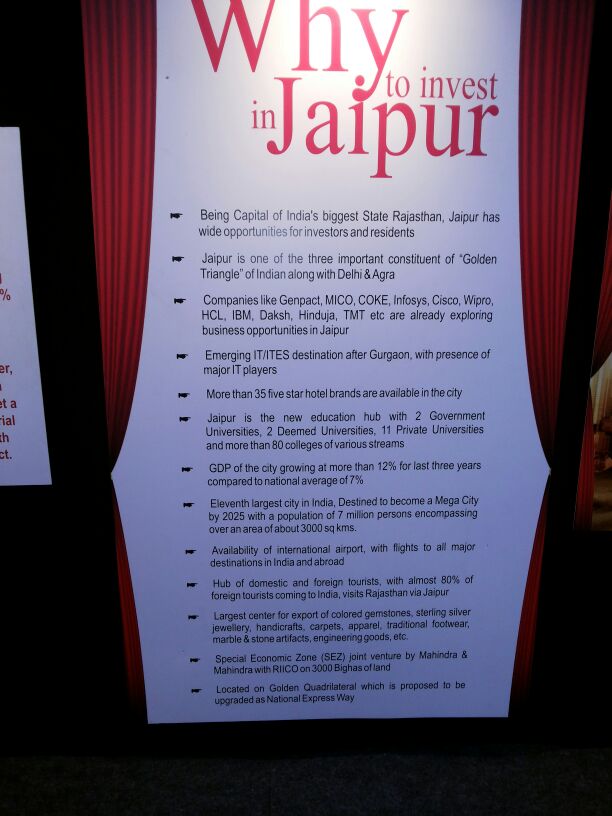 Why
to invest
in Jaipur
Being Capital of India's biggest State Rajasthan, Jaipur has
wide opportunities for investors and residents
Jaipur is one of the three important constituent of "Golden
Triangle" of Indian along with Delhi & Agra
Companies like Genpact, MICO, COKE, Infosys, Cisco, Wipro,
HCL, IBM, Daksh, Hinduja, TMT etc are already exploring
business opportunities in Jaipur
Emerging IT/ITES destination after Gurgaon, with presence of
major IT players
More than 35 five star hotel brands are available in the city
Jaipur is the new education hub with 2 Government
Universities, 2 Deemed Universities, 11 Private Universities
and more than 80 colleges of various streams
GDP of the city growing at more than 12% for last three years
compared to national average of 7%
Eleventh largest city in India, Destined to become a Mega City
by 2025 with a population of 7 million persons encompassing
over an area of about 3000 sq kms.
Availability of international airport, with flights to all major
destinations in India and abroad
Hub of domestic and foreign tourists, with almost 80% of
foreign tourists coming to India, visits Rajasthan via Jaipur
Largest center for export of colored gemstones, sterling silver
jewellery, handicrafts, carpets, apparel, traditional footwear,
marble & stone artifacts, engineering goods, etc.
Special Economic Zone (SEZ) joint venture by Mahindra &
Mahindra with RIICO on 3000 Bighas of land
Located on Golden Quadrilateral which is proposed to be
upgraded as National Express Way